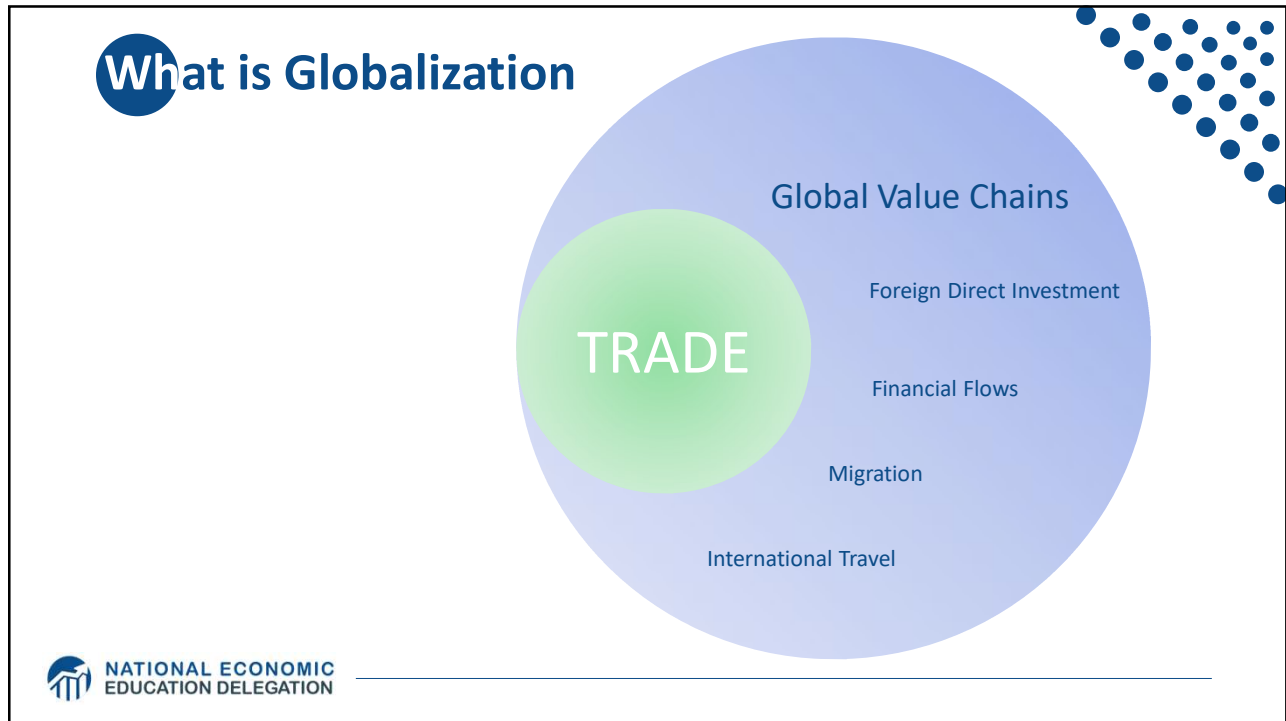 What is Globalization
Global Value Chains
Foreign Direct Investment
TRADE
Financial Flows
Migration
International Travel
NATIONAL ECONOMIC
EDUCATION DELEGATION